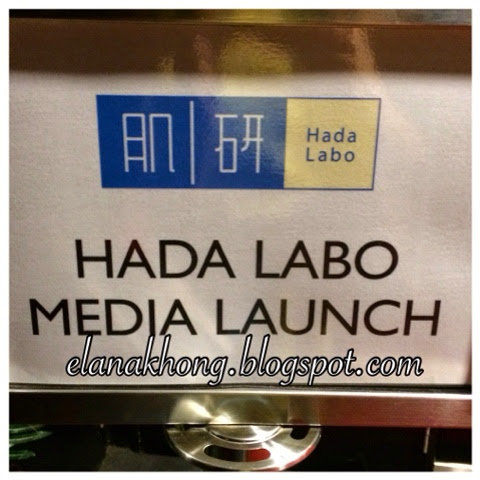 肌 研
Hada
Labo
HADA LABO
MEDIA LAUNCH
elanakhong.blogspot.com